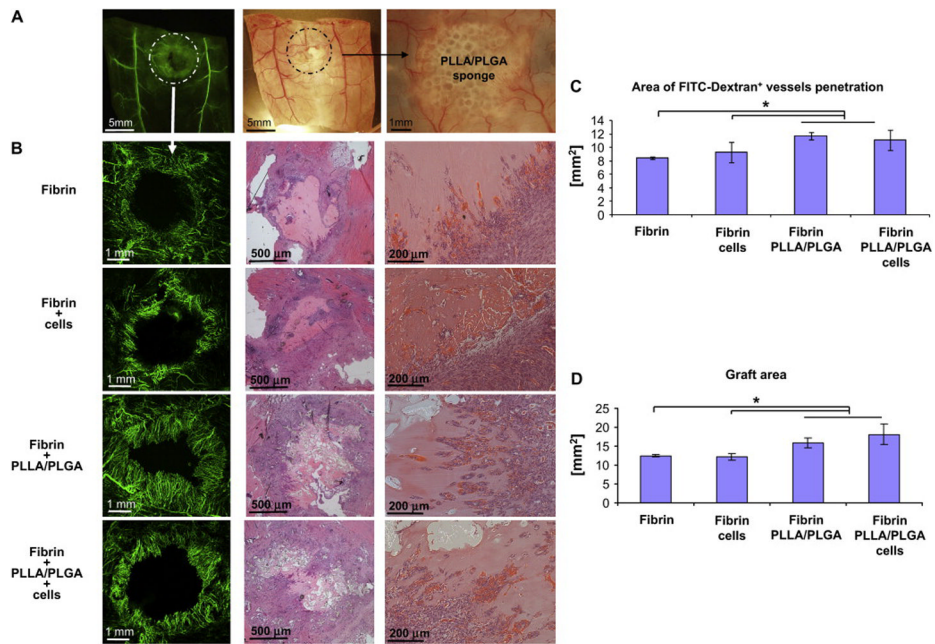 A
5mm
5mm
PLLA/PLGA
sponge
1mm
B
Fibrin
1 mm
500 µm
200 µm
Fibrin
+
cells
1 mm
500 µm
200 µm
Fibrin
+
PLLA/PLGA
1 mm
500 µm
200 µm
Fibrin
+
PLLA/PLGA
+
cells
1 mm
500 µm
200 µm
C
Area of FITC-Dextran⁺ vessels penetration
*
[mm²]
14
12
10
8
6
4
2
0
Fibrin
Fibrin
cells
Fibrin
PLLA/PLGA
Fibrin
PLLA/PLGA
cells
D
Graft area
*
[mm²]
25
20
15
10
5
0
Fibrin
Fibrin
cells
Fibrin
PLLA/PLGA
Fibrin
PLLA/PLGA
cells